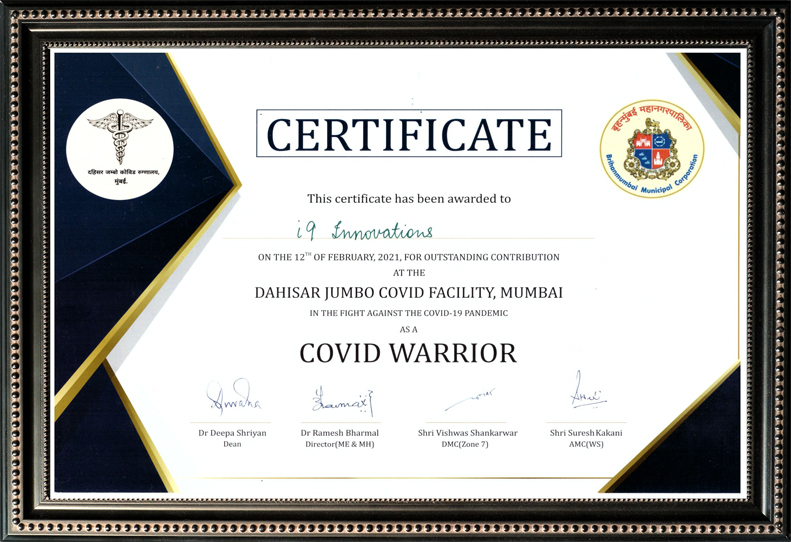 दहिसर जम्बो कोविड रुग्णालय,
मुंबई.
CERTIFICATE
बृहन्मुंबई महानगरपालिका
Brihanmumbai Municipal Corporation
This certificate has been awarded to
i9 Innovations
ON THE 12TH OF FEBRUARY, 2021, FOR OUTSTANDING CONTRIBUTION
AT THE
DAHISAR JUMBO COVID FACILITY, MUMBAI
IN THE FIGHT AGAINST THE COVID-19 PANDEMIC
AS A
COVID WARRIOR
Dr Deepa Shriyan
Dean
Dr Ramesh Bharmal
Director(ME & MH)
Shri Vishwas Shankarwar
DMC(Zone 7)
Shri Suresh Kakani
AMC(WS)